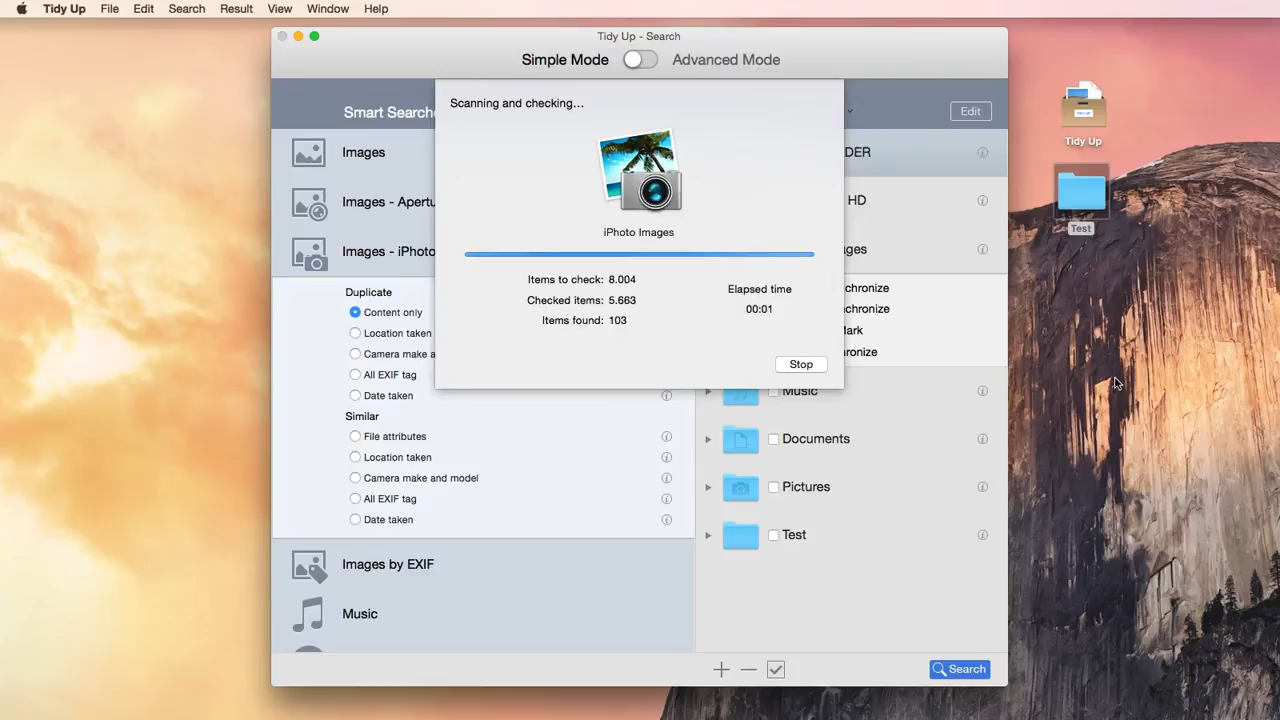 Tidy Up File Edit Search Result View Window Help
Tidy Up - Search
Simple Mode Advanced Mode
Smart Searche
Edit
Scanning and checking...
iPhoto Images
Items to check: 8.004
Checked items: 5.663
Items found: 103
Elapsed time
00:01
Stop
Images
Images - Apertu
Images - iPhoto
Duplicate
Content only
Location taken
Camera make a
All EXIF tag
Date taken
Similar
File attributes
Location taken
Camera make and model
All EXIF tag
Date taken
Images by EXIF
Music
DER
HD
ages
chronize
nchronize
Mark
ronize
Music
Documents
Pictures
Test
Search
Tidy Up
Test